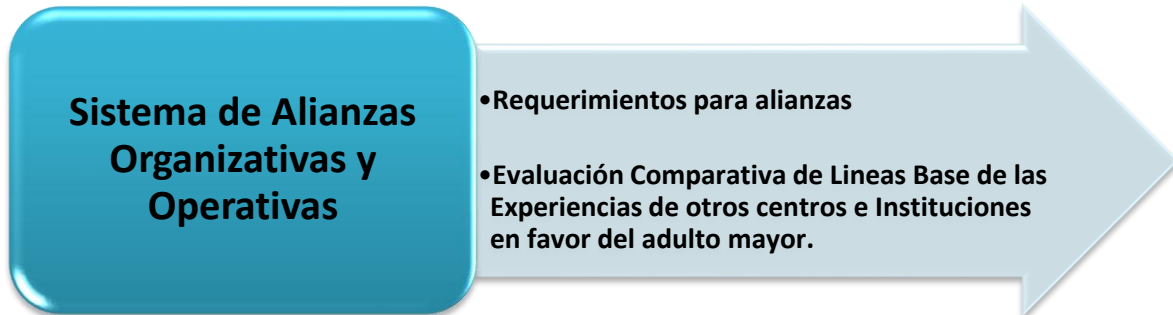 Sistema de Alianzas
Organizativas y
Operativas
•Requerimientos para alianzas
•Evaluación Comparativa de Lineas Base de las
Experiencias de otros centros e Instituciones
en favor del adulto mayor.